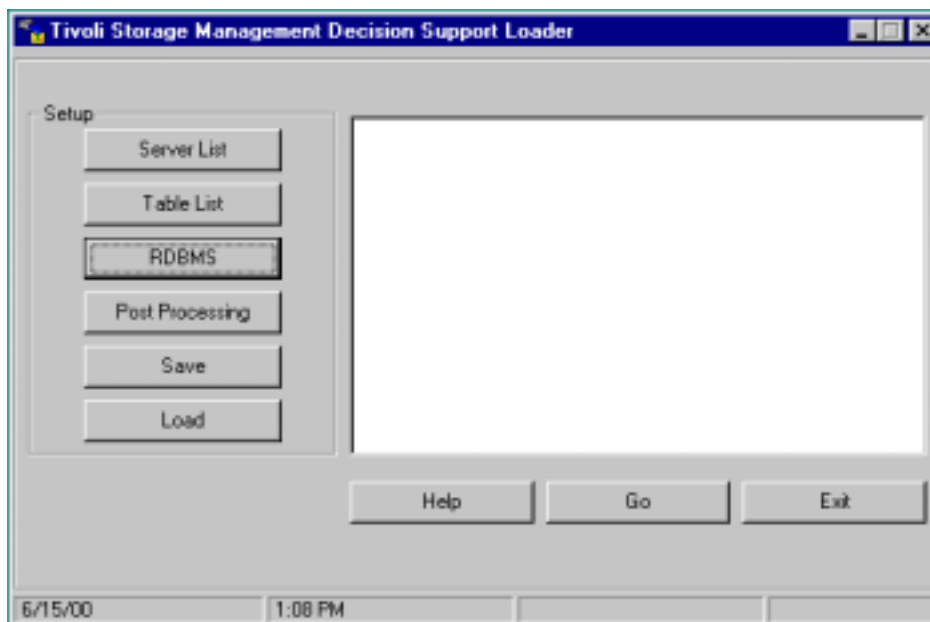 Tivoli Storage Management Decision Support Loader
Setup
Server List
Table List
RDBMS
Post Processing
Save
Load
Help
Go
Exit
6/15/00
1:08 PM